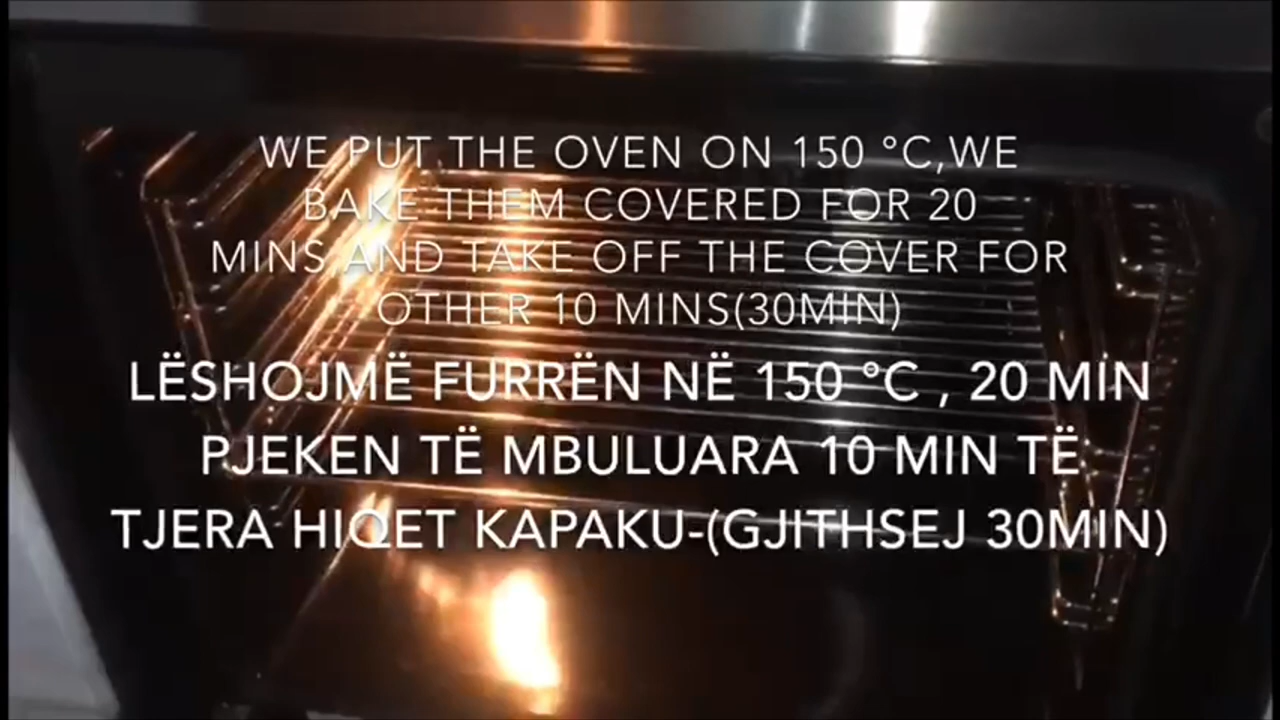 WE PUT THE OVEN ON 150 °C,WE
BAKE THEM COVERED FOR 20
MINS,AND TAKE OFF THE COVER FOR
OTHER 10 MINS(30MIN)
LËSHOJMË FURRËN NË 150 °C , 20 MIN
PJEKEN TË MBULUARA 10 MIN TË
TJERA HIQET KAPAKU-(GJITHSEJ 30MIN)